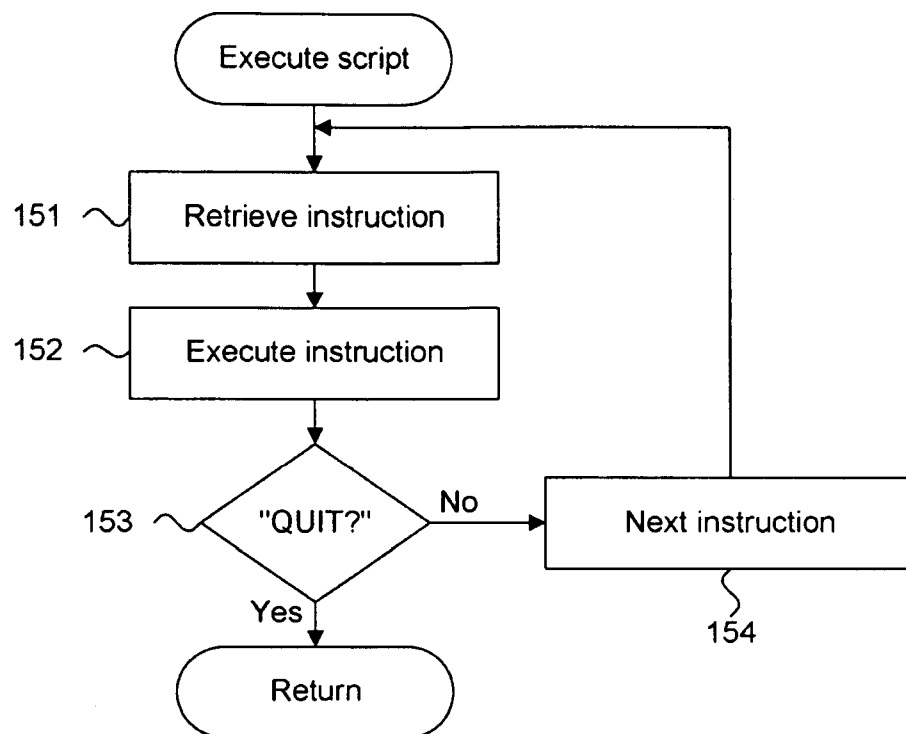 Execute script
151
Retrieve instruction
152
Execute instruction
153
"QUIT?"
No
Next instruction
154
Yes
Return